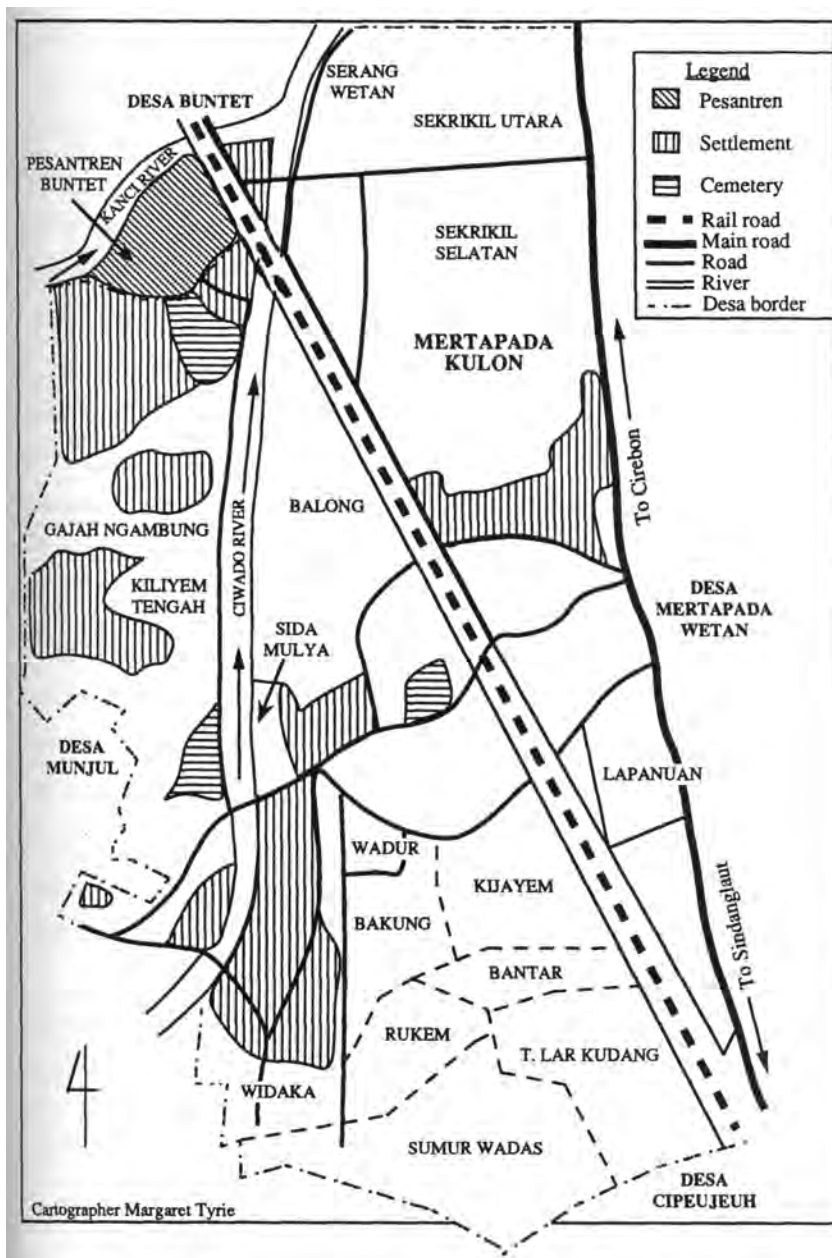 DESA BUNTET
SERANG
WETAN
SEKRIKIL UTARA
PESANTREN
BUNTET
KANCI RIVER
SEKRIKIL
SELATAN
MERTAPADA
KULON
Legend
Pesantren
Settlement
Cemetery
Rail road
Main road
Road
River
Desa border
To Cirebon
BALONG
GAJAH NGAMBUNG
CIWADO RIVER
KILIYEM
TENGAH
SIDA
MULYA
DESA
MERTAPADA
WETAN
DESA
MUNJUL
LAPANUAN
WADUR
KIJAYEM
BAKUNG
BANTAR
To Sindanglaut
RUKEM
T. LAR KUDANG
WIDAKA
SUMUR WADAS
DESA
CIPEUJEUH
Cartographer Margaret Tyrie